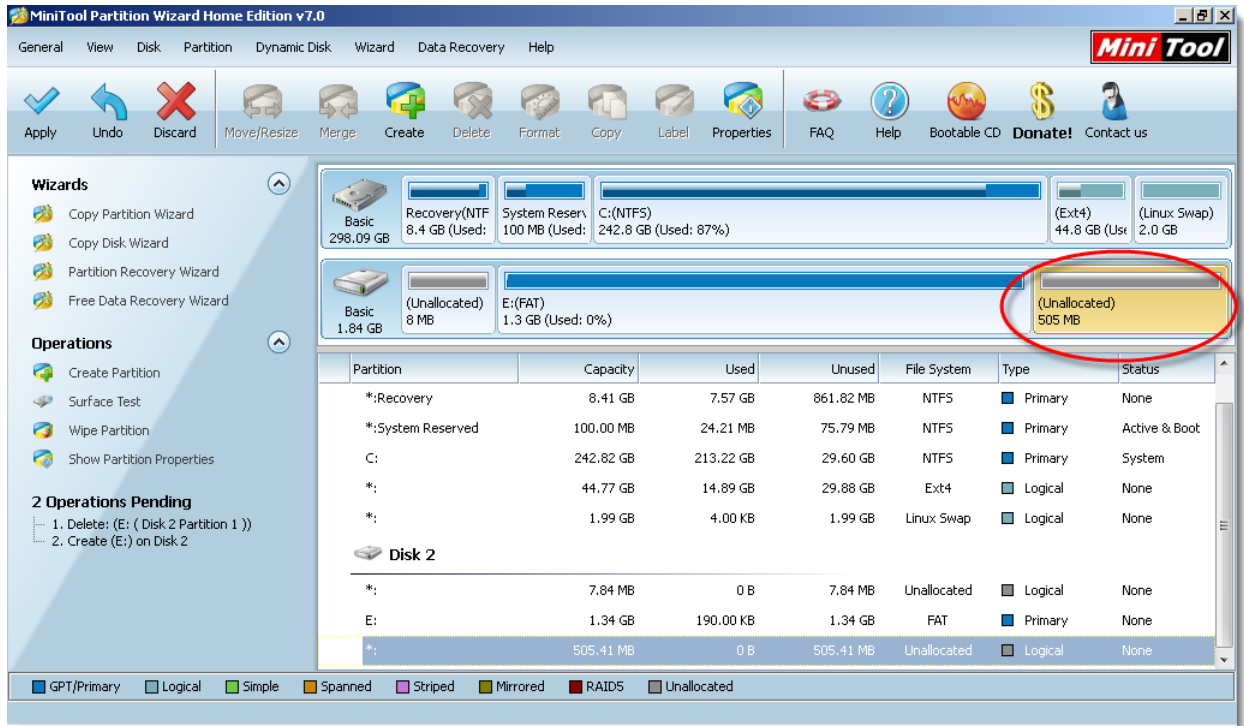 MiniTool Partition Wizard Home Edition v7.0
General View Disk Partition Dynamic Disk Wizard Data Recovery Help
Mini Tool
Apply Undo Discard Move/Resize Merge Create Delete Format Copy Label Properties FAQ Help Bootable CD Donate! Contact us
Wizards
Copy Partition Wizard
Copy Disk Wizard
Partition Recovery Wizard
Free Data Recovery Wizard
Operations
Create Partition
Surface Test
Wipe Partition
Show Partition Properties
2 Operations Pending
1. Delete: (E: ( Disk 2 Partition 1 ))
2. Create (E:) on Disk 2
Basic
298.09 GB
Recovery(NTF
8.4 GB (Used:
System Reserv
100 MB (Used:
C:(NTFS)
242.8 GB (Used: 87%)
(Ext4)
44.8 GB (Use
(Linux Swap)
2.0 GB
Basic
1.84 GB
(Unallocated)
8 MB
E:(FAT)
1.3 GB (Used: 0%)
(Unallocated)
505 MB
Partition Capacity Used Unused File System Type Status
*:Recovery 8.41 GB 7.57 GB 861.82 MB NTFS Primary None
*:System Reserved 100.00 MB 24.21 MB 75.79 MB NTFS Primary Active & Boot
C: 242.82 GB 213.22 GB 29.60 GB NTFS Primary System
*: 44.77 GB 14.89 GB 29.88 GB Ext4 Logical None
*: 1.99 GB 4.00 KB 1.99 GB Linux Swap Logical None
Disk 2
*: 7.84 MB 0 B 7.84 MB Unallocated Logical None
E: 1.34 GB 190.00 KB 1.34 GB FAT Primary None
*: 505.41 MB 0 B 505.41 MB Unallocated Logical None
GPT/Primary Logical Simple Spanned Striped Mirrored RAID5 Unallocated